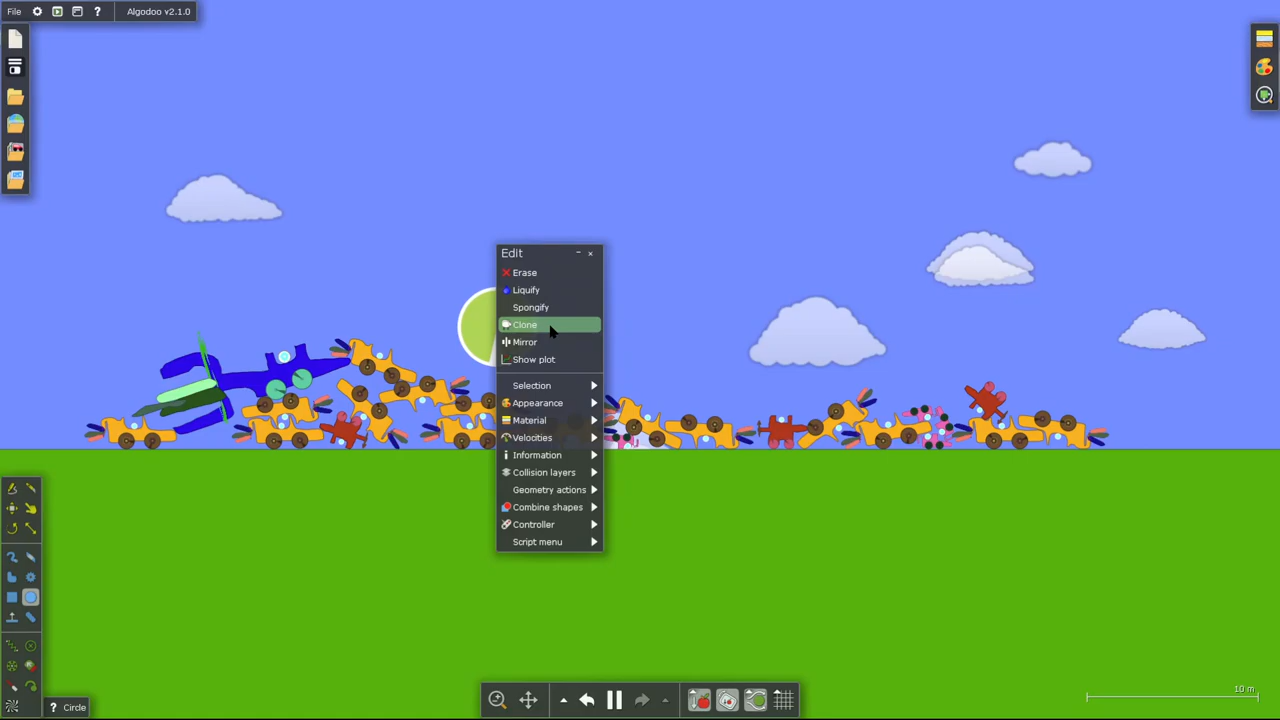 File
?
Algodoo v2.1.0
Edit
Erase
Liquify
Spongify
Clone
Mirror
Show plot
Selection
Appearance
Material
Velocities
Information
Collision layers
Geometry actions
Combine shapes
Controller
Script menu
? Circle
10 m